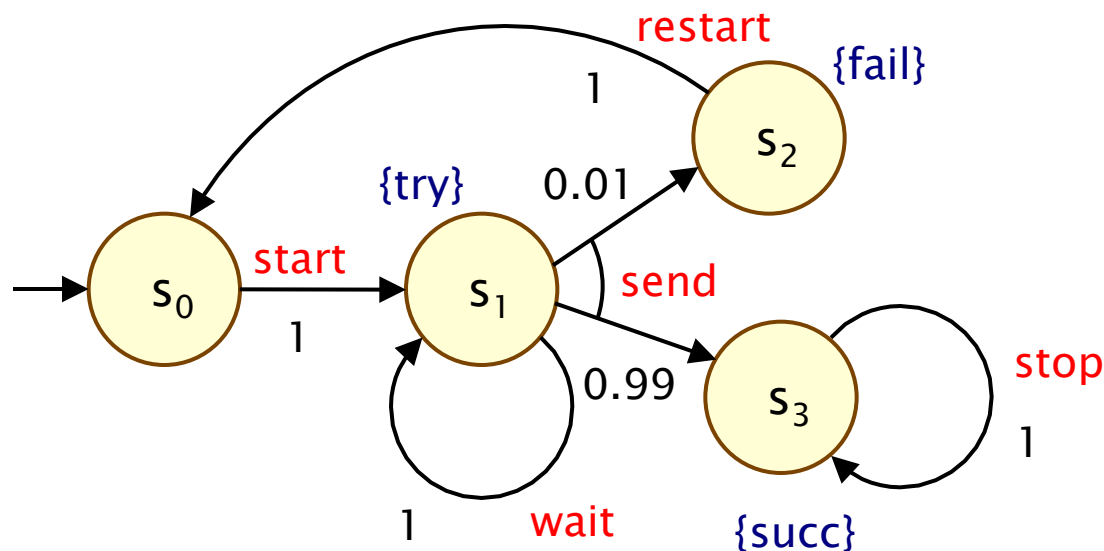 restart
{fail}
1
s2
{try}
0.01
start
s0
s1
send
1
0.99
s3
stop
1
1
wait
{succ}